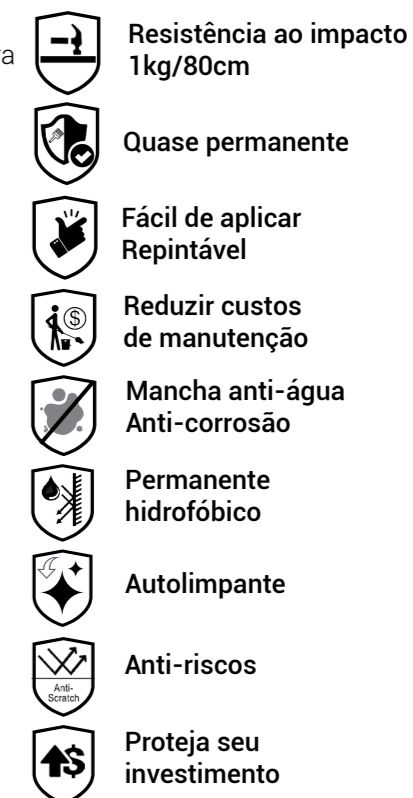 Resistência ao impacto
1kg/80cm
Quase permanente
Fácil de aplicar
Repintável
Reduzir custos
de manutenção
Mancha anti-água
Anti-corrosão
Permanente
hidrofóbico
Autolimpante
Anti-
Scratch
Anti-riscos
Proteja seu
investimento